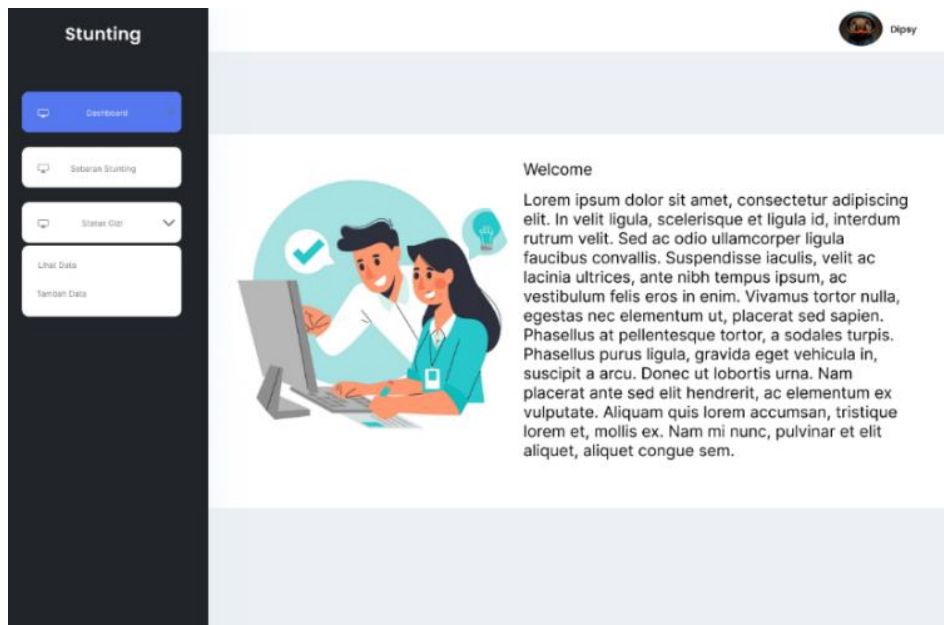 Stunting
Dipsy
Dashboard
Sebaran Stunting
Status Gizi
Lihat Data
Tambah Data
Welcome
Lorem ipsum dolor sit amet, consectetur adipiscing
elit. In velit ligula, scelerisque et ligula id, interdum
rutrum velit. Sed ac odio ullamcorper ligula
faucibus convallis. Suspendisse iaculis, velit ac
lacinia ultrices, ante nibh tempus ipsum, ac
vestibulum felis eros in enim. Vivamus tortor nulla,
egestas nec elementum ut, placerat sed sapien.
Phasellus at pellentesque tortor, a sodales turpis.
Phasellus purus ligula, gravida eget vehicula in,
suscipit a arcu. Donec ut lobortis urna. Nam
placerat ante sed elit hendrerit, ac elementum ex
vulputate. Aliquam quis lorem accumsan, tristique
lorem et, mollis ex. Nam mi nunc, pulvinar et elit
aliquet, aliquet congue sem.